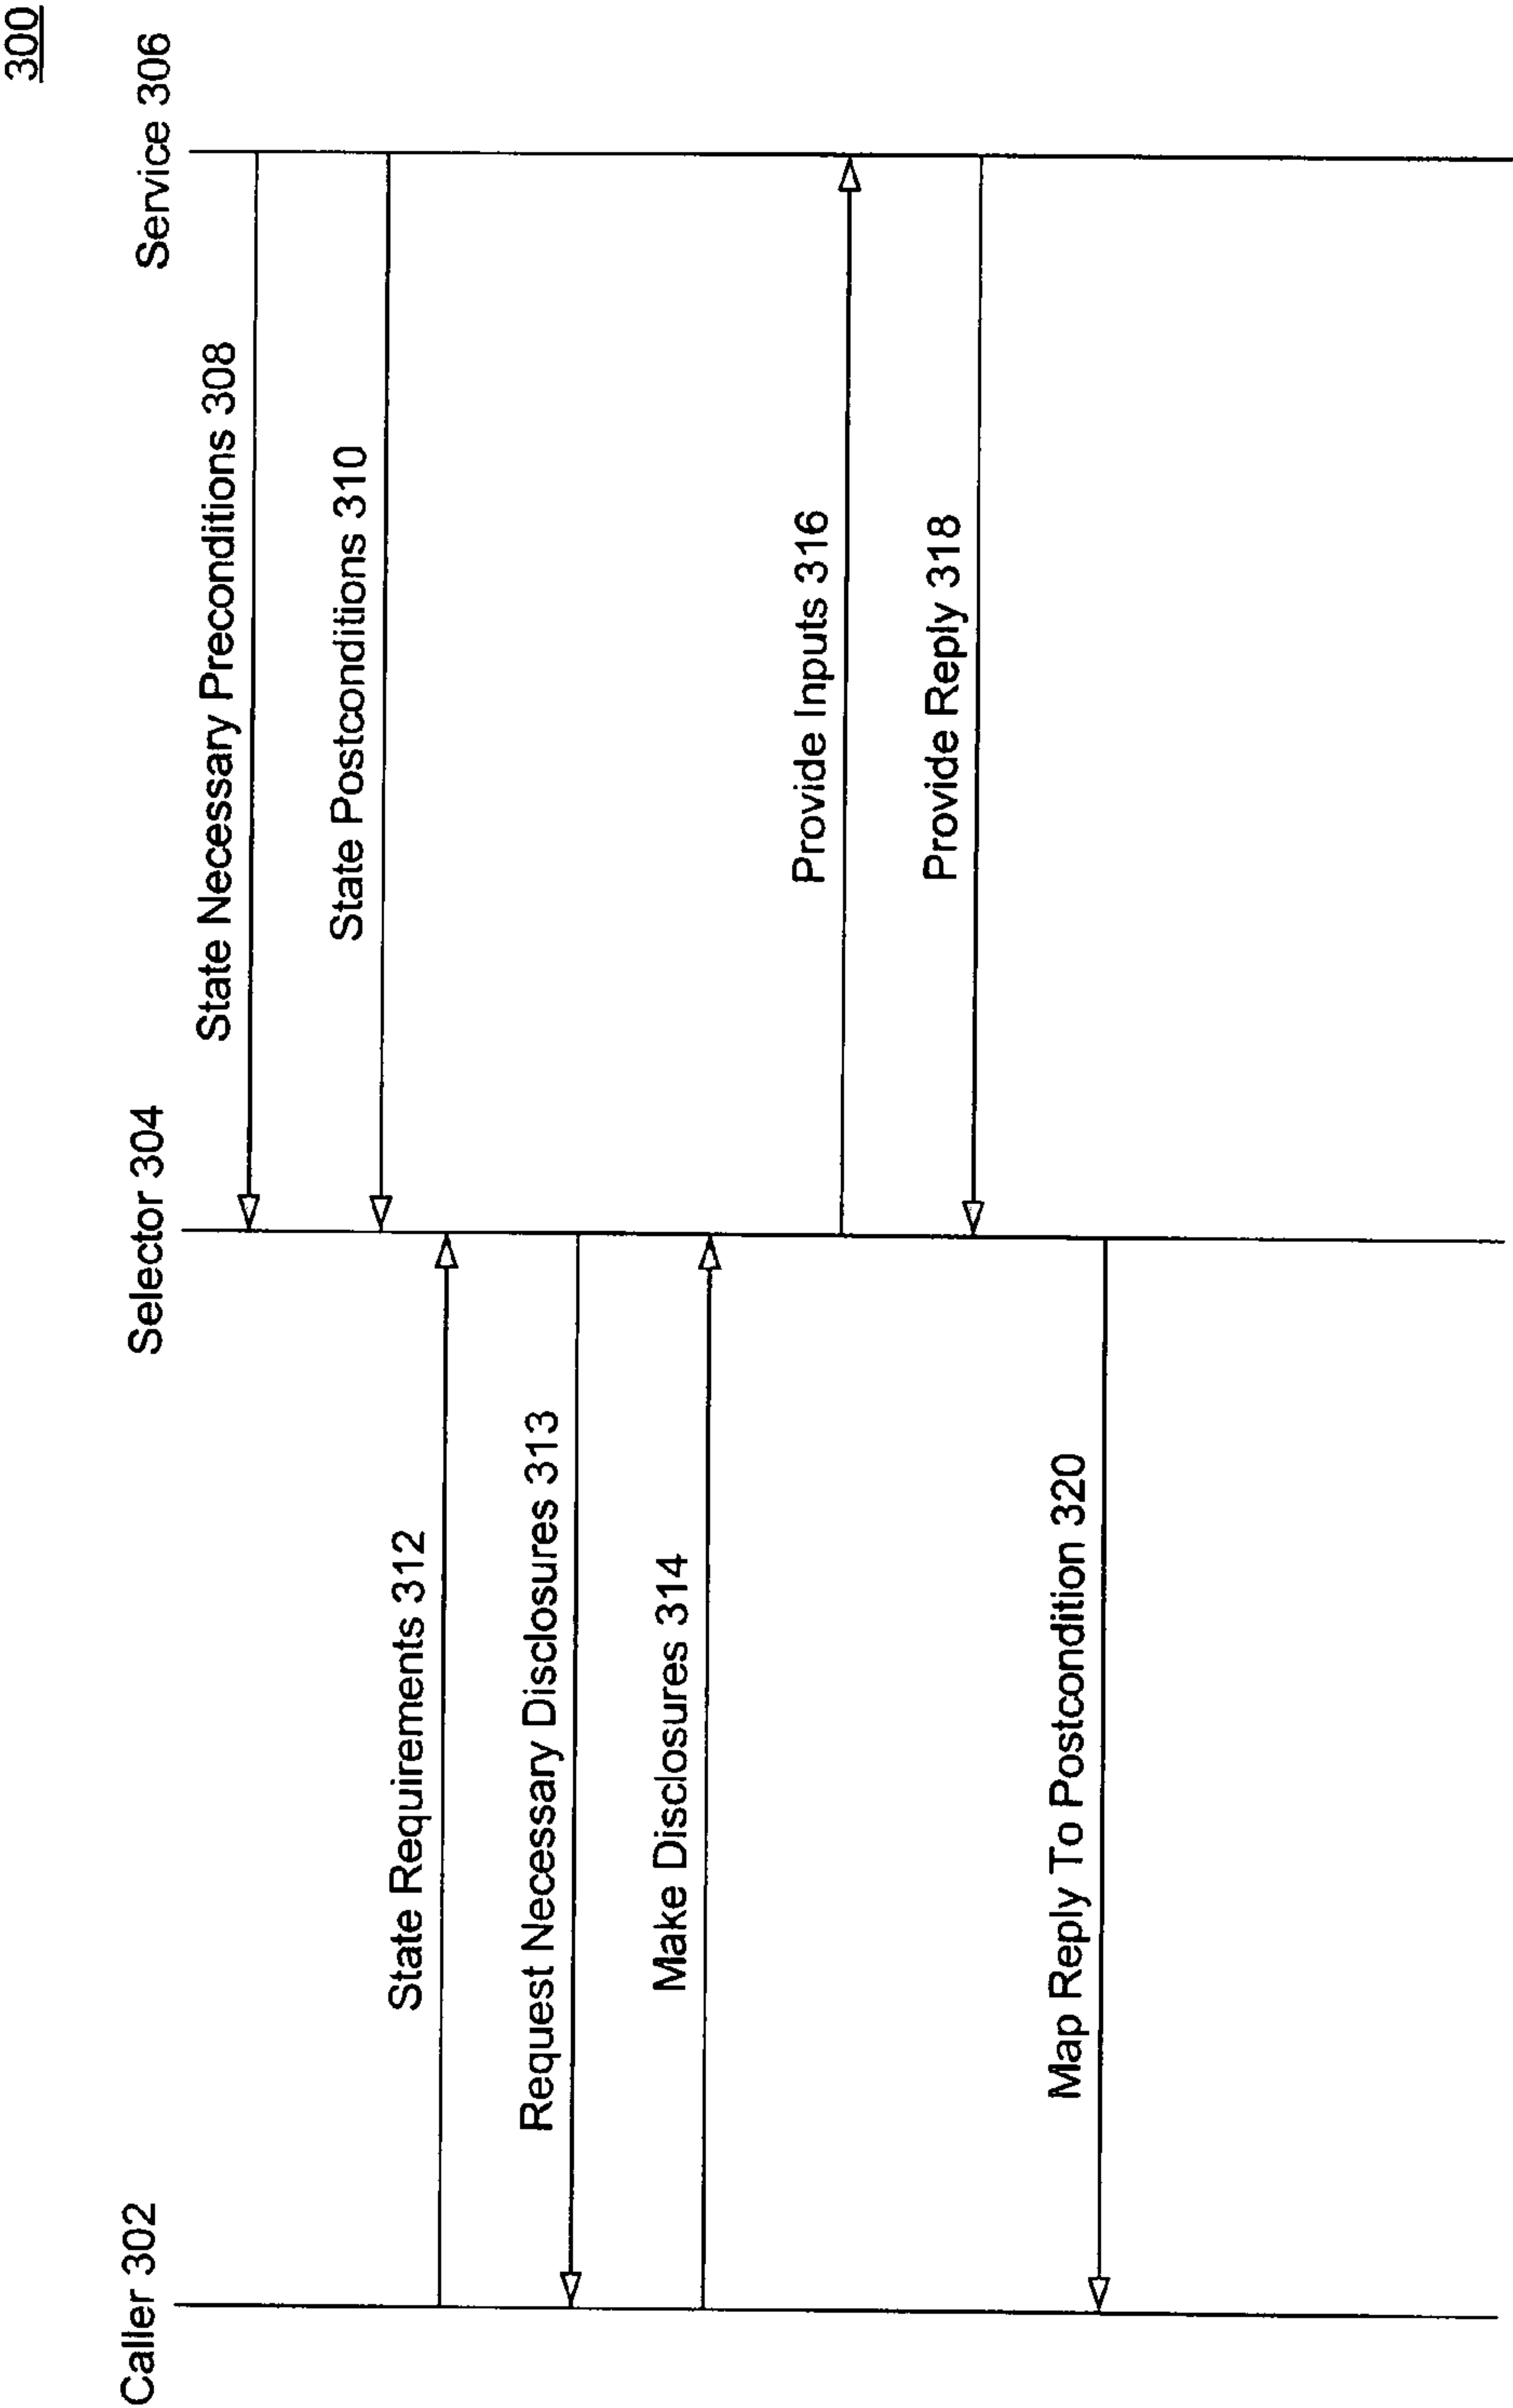 300
Caller 302
Selector 304
Service 306
State Necessary Preconditions 308
State Postconditions 310
State Requirements 312
Request Necessary Disclosures 313
Make Disclosures 314
Provide Inputs 316
Provide Reply 318
Map Reply To Postcondition 320